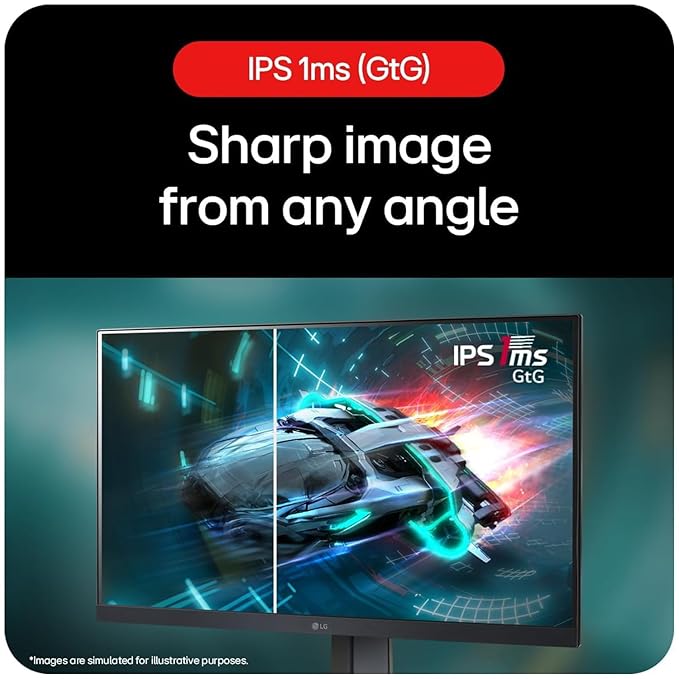 IPS 1ms (GtG)
Sharp image
from any angle
IPS 1ms
GtG
LG
*Images are simulated for illustrative purposes.